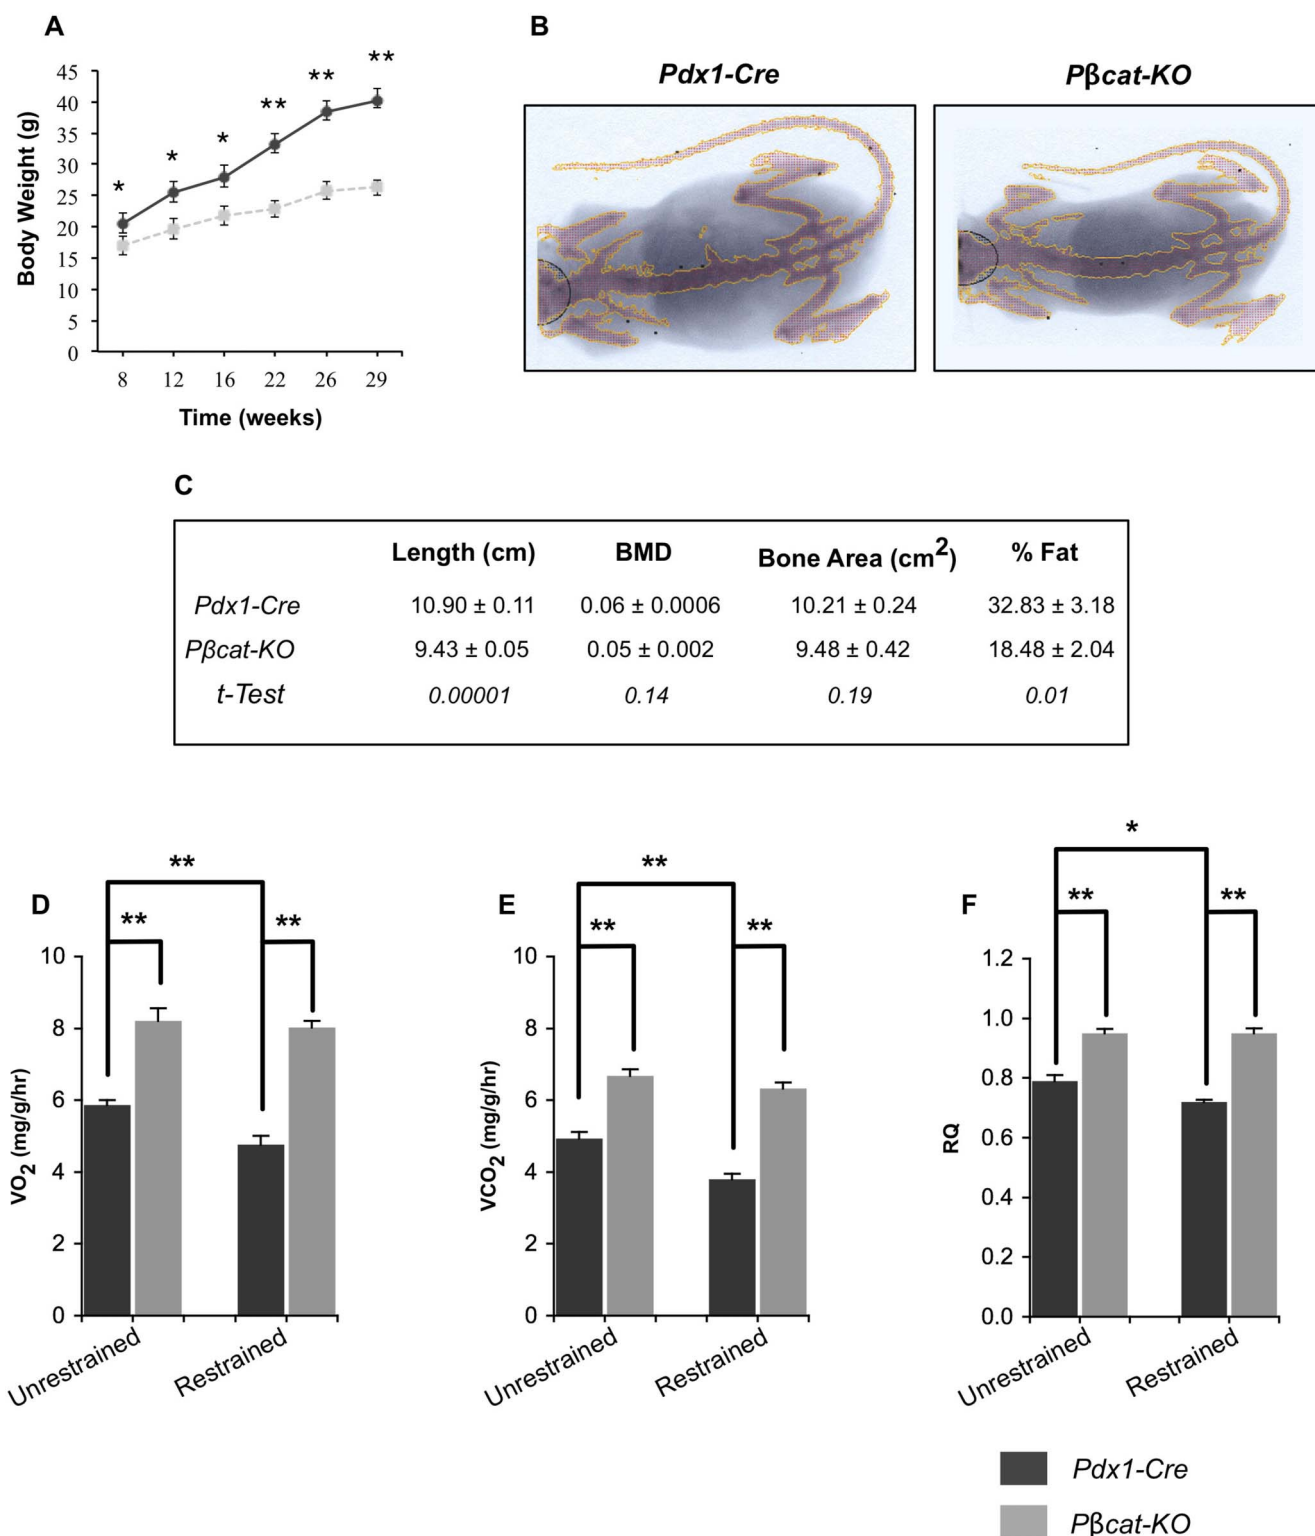 A
Body Weight (g)
45
40
35
30
25
20
15
10
5
0
*
*
*
**
**
**
8 12 16 22 26 29
Time (weeks)
B
Pdx1-Cre Pβcat-KO
C
Length (cm) BMD Bone Area (cm2) % Fat
Pdx1-Cre 10.90 ± 0.11 0.06 ± 0.0006 10.21 ± 0.24 32.83 ± 3.18
Pβcat-KO 9.43 ± 0.05 0.05 ± 0.002 9.48 ± 0.42 18.48 ± 2.04
t-Test 0.00001 0.14 0.19 0.01
D
**
** **
VO2 (mg/g/hr)
10
8
6
4
2
0
Unrestrained Restrained
E
**
** **
VCO2 (mg/g/hr)
10
8
6
4
2
0
Unrestrained Restrained
F
*
** **
RQ
1.2
1.0
0.8
0.6
0.4
0.2
0.0
Unrestrained Restrained
Pdx1-Cre
Pβcat-KO